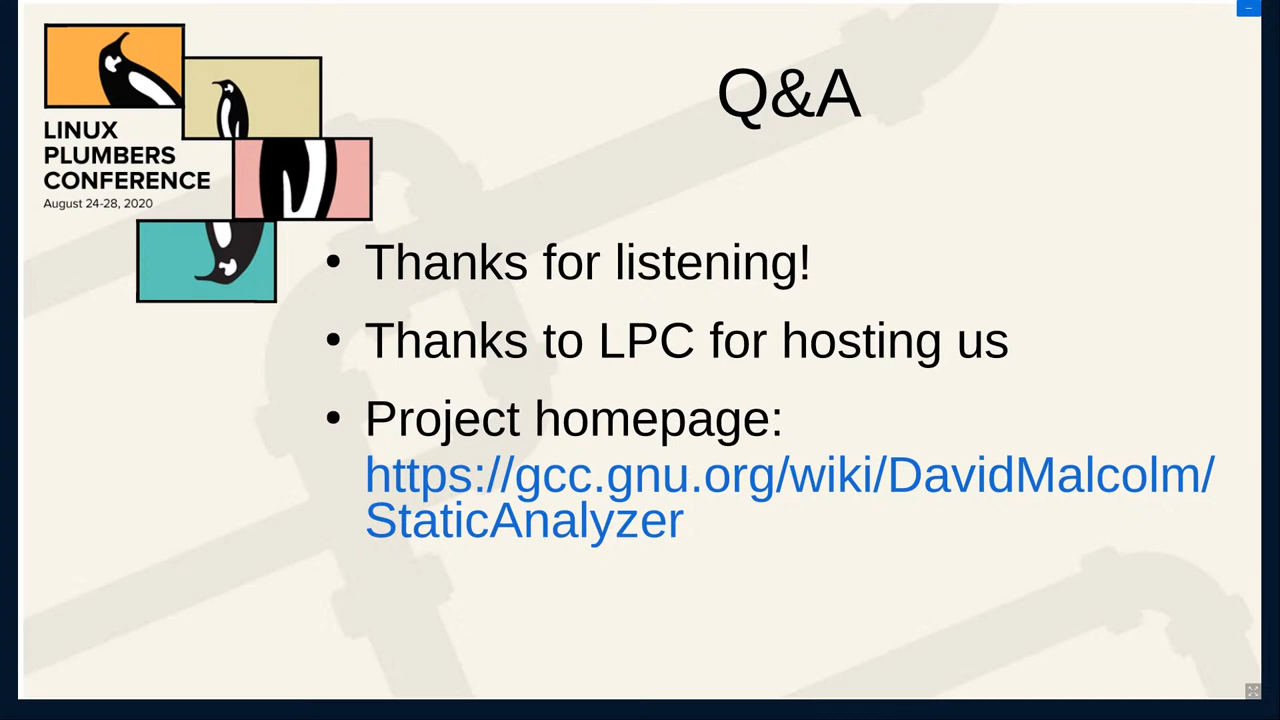 LINUX
PLUMBERS
CONFERENCE
August 24-28, 2020
Q&A
• Thanks for listening!
• Thanks to LPC for hosting us
• Project homepage:
https://gcc.gnu.org/wiki/DavidMalcolm/
StaticAnalyzer